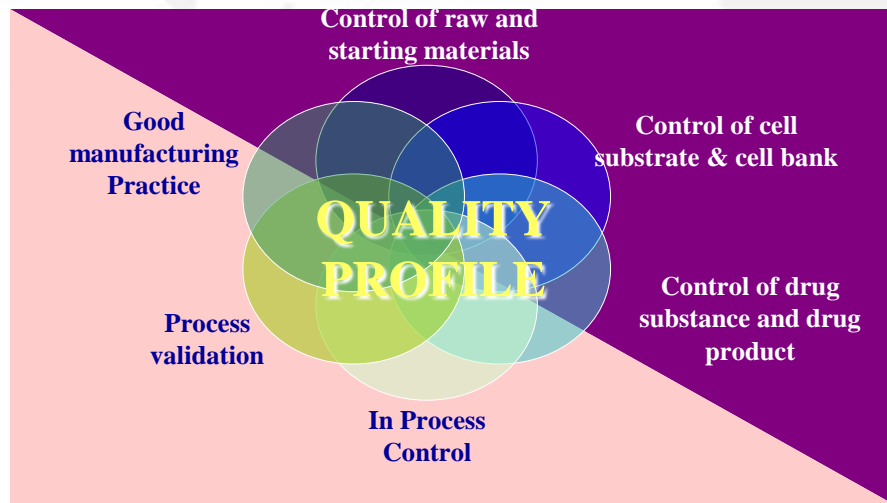 Control of raw and
starting materials
Good
manufacturing
Practice
Control of cell
substrate & cell bank
QUALITY
PROFILE
Control of drug
substance and drug
product
Process
validation
In Process
Control